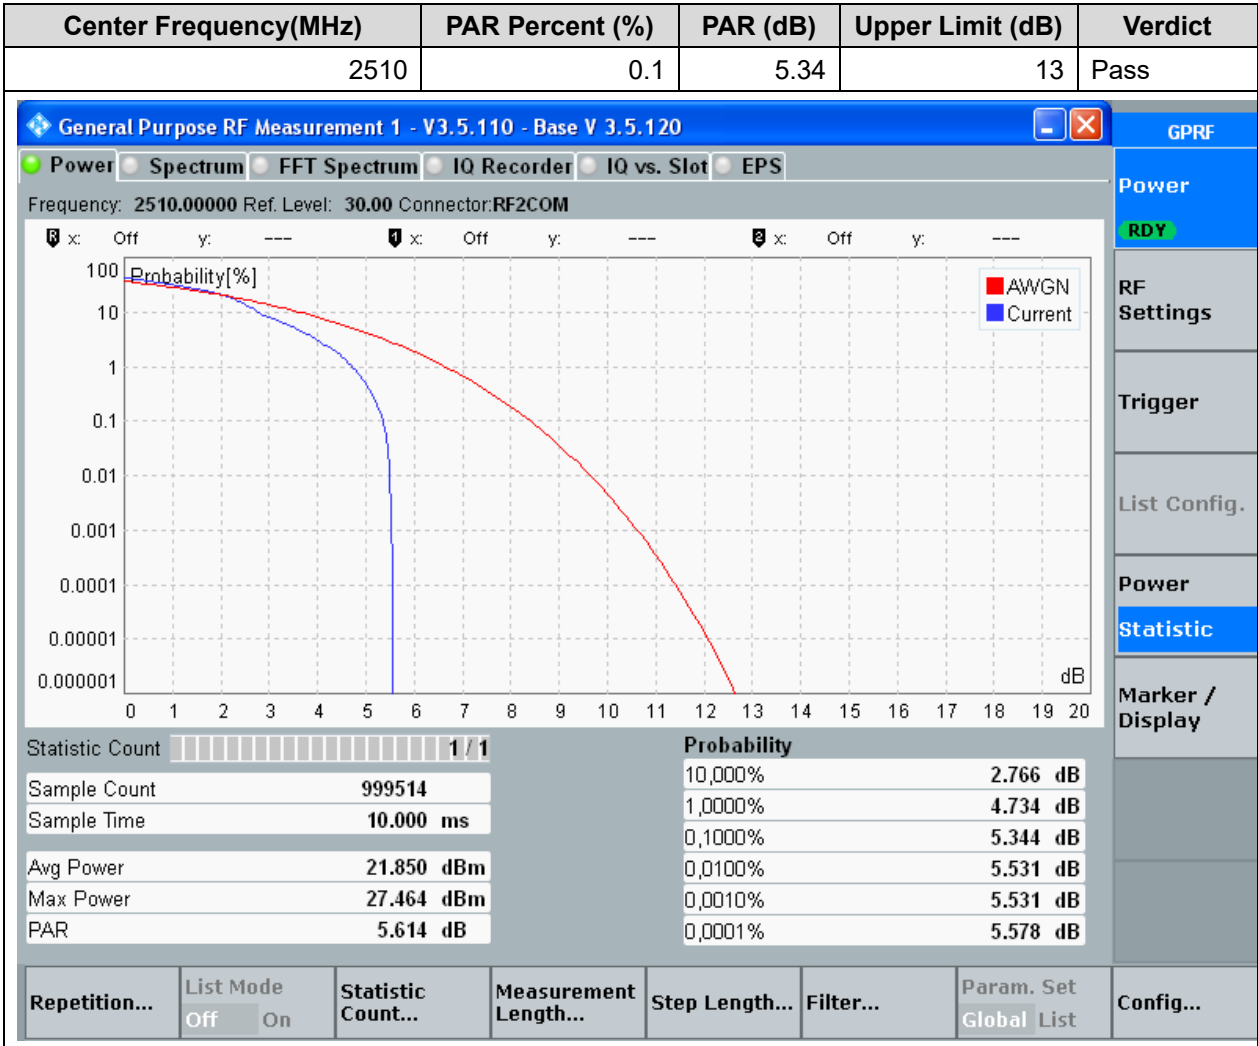 Center Frequency(MHz) PAR Percent (%) PAR (dB) Upper Limit (dB) Verdict
2510 0.1 5.34 13 Pass
General Purpose RF Measurement 1 - V3.5.110 - Base V 3.5.120
GPRF
Power Spectrum FFT Spectrum IQ Recorder IQ vs. Slot EPS
Frequency: 2510.00000 Ref. Level: 30.00 Connector:RF2COM
R x: Off y: --- 1 x: Off y: --- 2 x: Off y: ---
Probability[%]
100
10
1
0.1
0.01
0.001
0.0001
0.00001
0.000001
AWGN
Current
dB
0 1 2 3 4 5 6 7 8 9 10 11 12 13 14 15 16 17 18 19 20
Power
RDY
RF
Settings
Trigger
List Config.
Power
Statistic
Marker /
Display
Statistic Count 1 / 1
Sample Count 999514
Sample Time 10.000 ms
Avg Power 21.850 dBm
Max Power 27.464 dBm
PAR 5.614 dB
Probability
10,000% 2.766 dB
1,0000% 4.734 dB
0,1000% 5.344 dB
0,0100% 5.531 dB
0,0010% 5.531 dB
0,0001% 5.578 dB
Repetition...
List Mode
Off On
Statistic
Count...
Measurement
Length...
Step Length...
Filter...
Param. Set
Global List
Config...